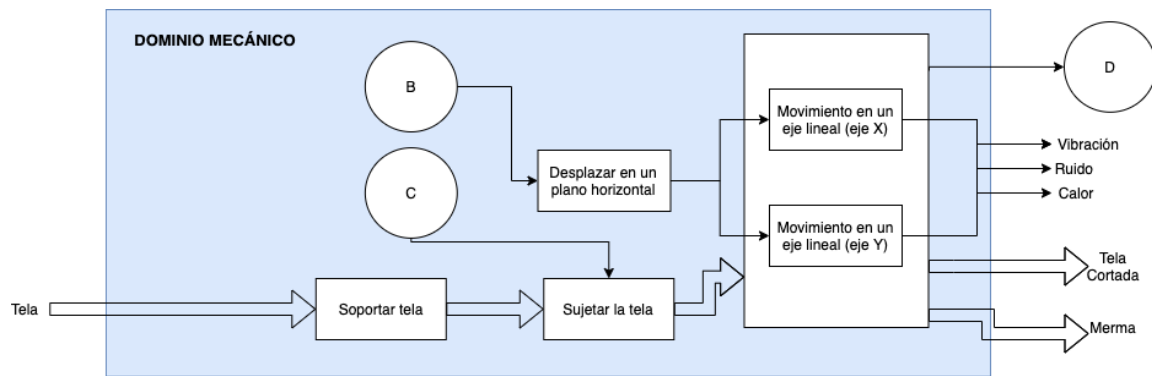 DOMINIO MECÁNICO
B
D
Movimiento en un
eje lineal (eje X)
Vibración
Ruido
Calor
Desplazar en un
plano horizontal
C
Movimiento en un
eje lineal (eje Y)
Tela
Cortada
Tela
Soportar tela
Sujetar la tela
Merma